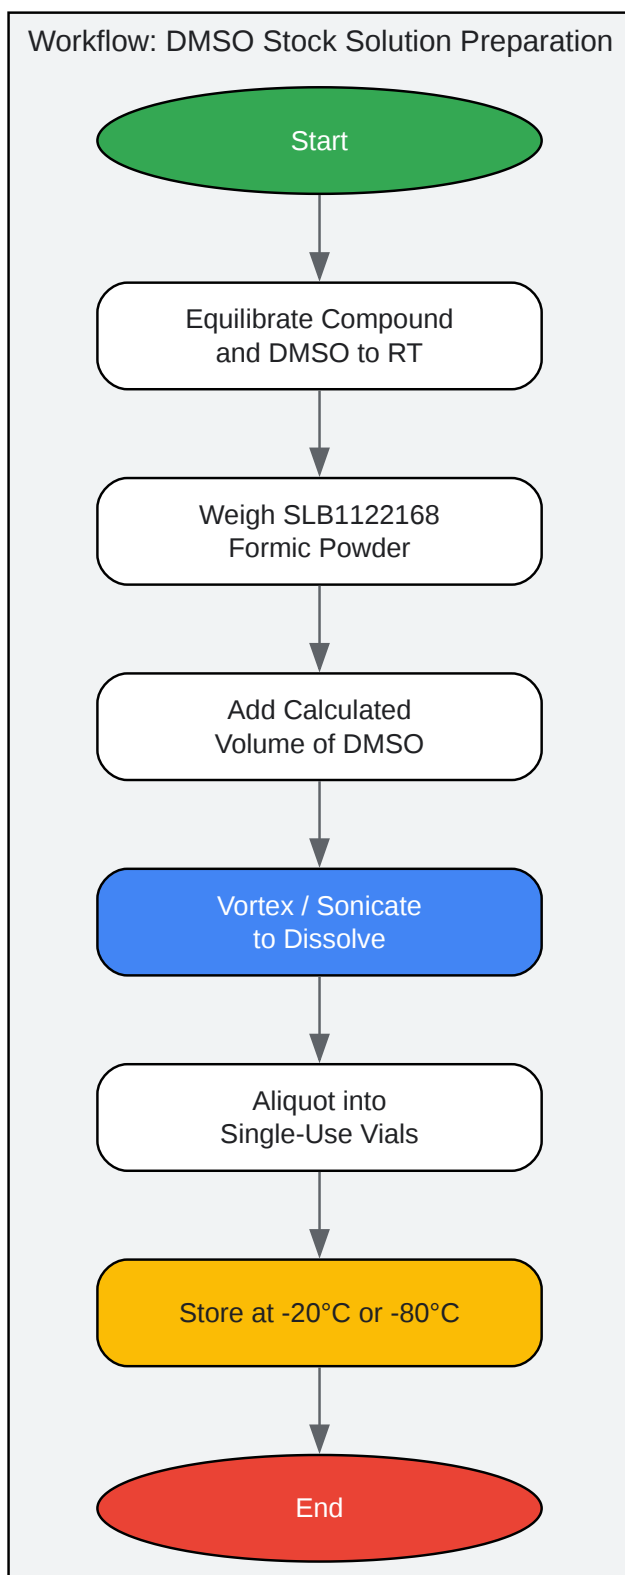 Workflow: DMSO Stock Solution Preparation
Start
Equilibrate Compound
and DMSO to RT
Weigh SLB1122168
Formic Powder
Add Calculated
Volume of DMSO
Vortex / Sonicate
to Dissolve
Aliquot into
Single-Use Vials
Store at -20°C or -80°C
End